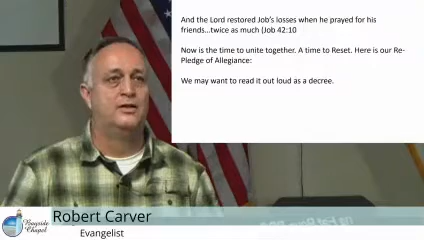 And the Lord restored Job's losses when he prayed for his
friends...twice as much (Job 42:10
Now is the time to unite together. A time to Reset. Here is our Re-
Pledge of Allegiance:
We may want to read it out loud as a decree.
Bayside
Chapel
Robert Carver
Evangelist